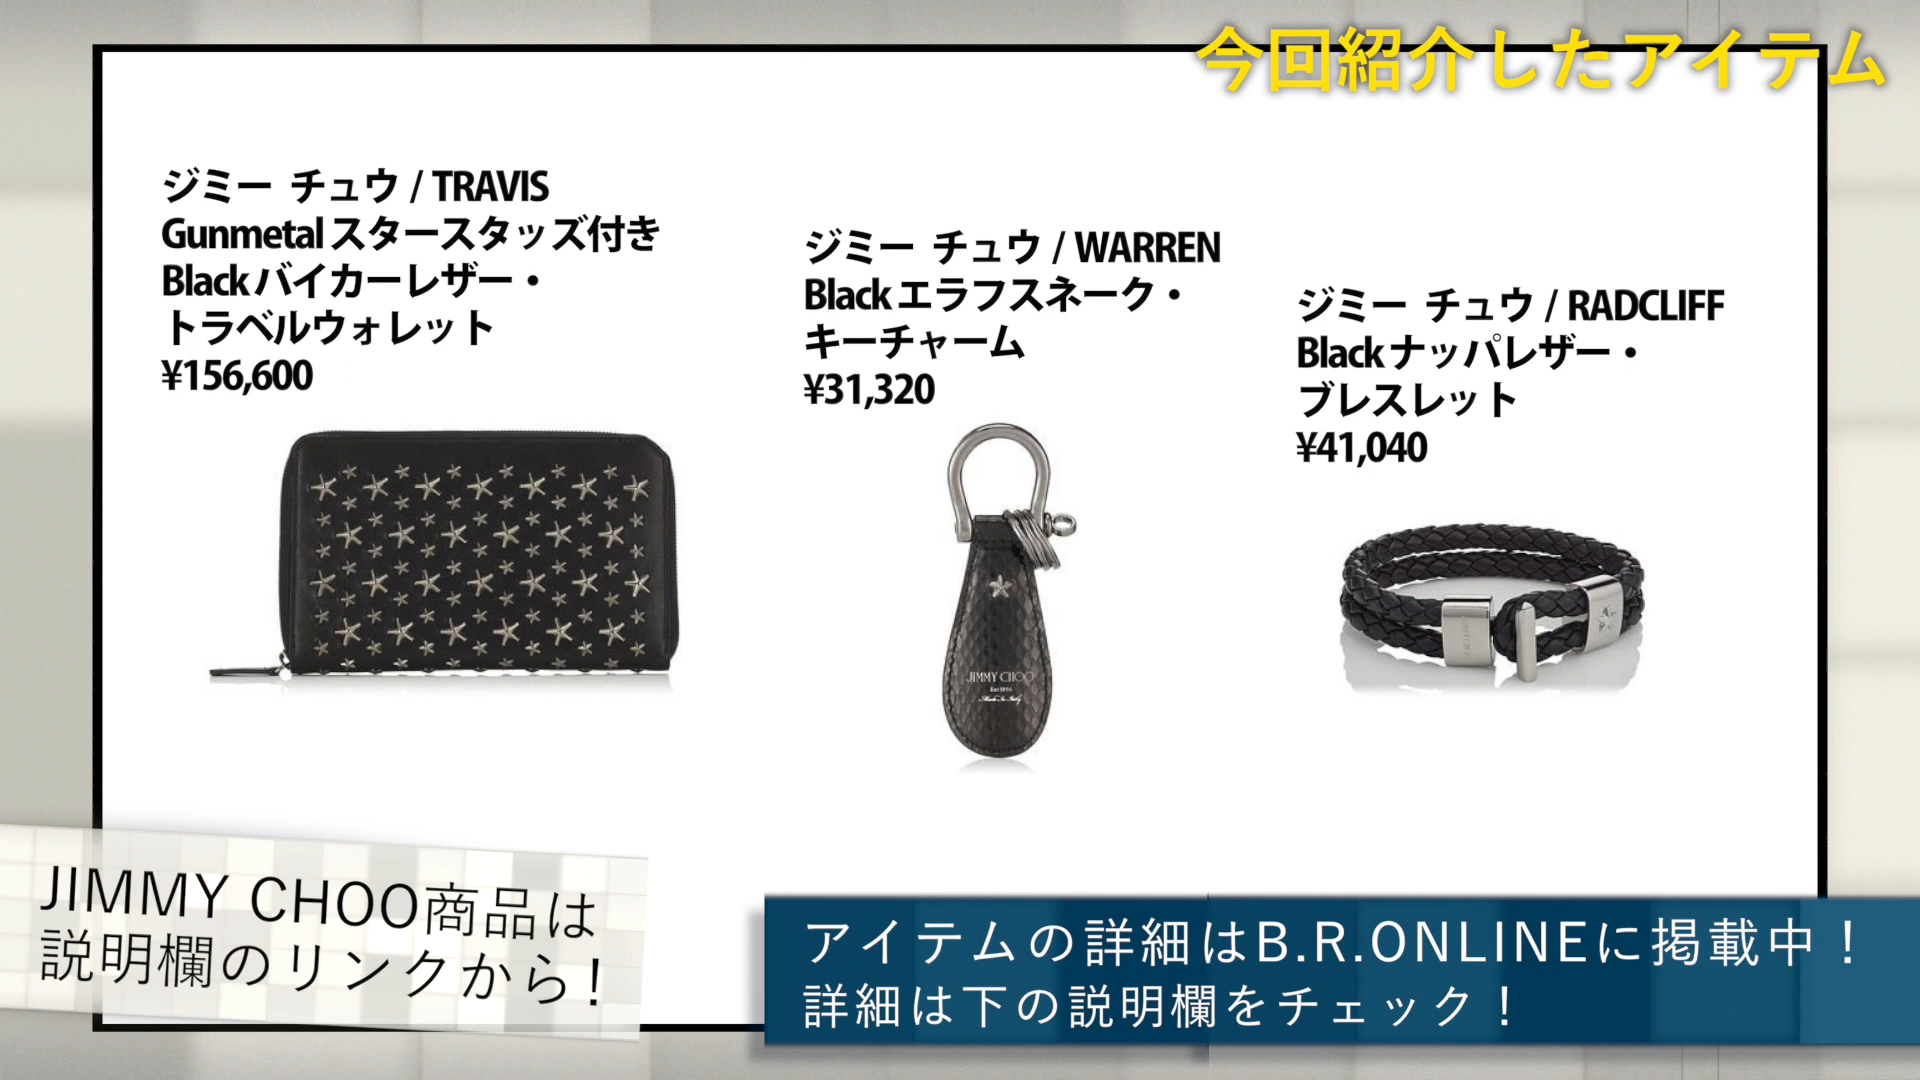 今回紹介したアイテム
ジミー チュウ / TRAVIS
Gunmetal スタースタッズ付き
Black バイカーレザー・
トラベルウォレット
¥156,600
ジミー チュウ / WARREN
Black エラフスネーク・
キーチャーム
¥31,320
ジミー チュウ / RADCLIFF
Black ナッパレザー・
ブレスレット
¥41,040
JIMMY CHOO
Made In Italy
JIMMY CHOO商品は
説明欄のリンクから!
アイテムの詳細はB.R.ONLINEに掲載中!
詳細は下の説明欄をチェック!